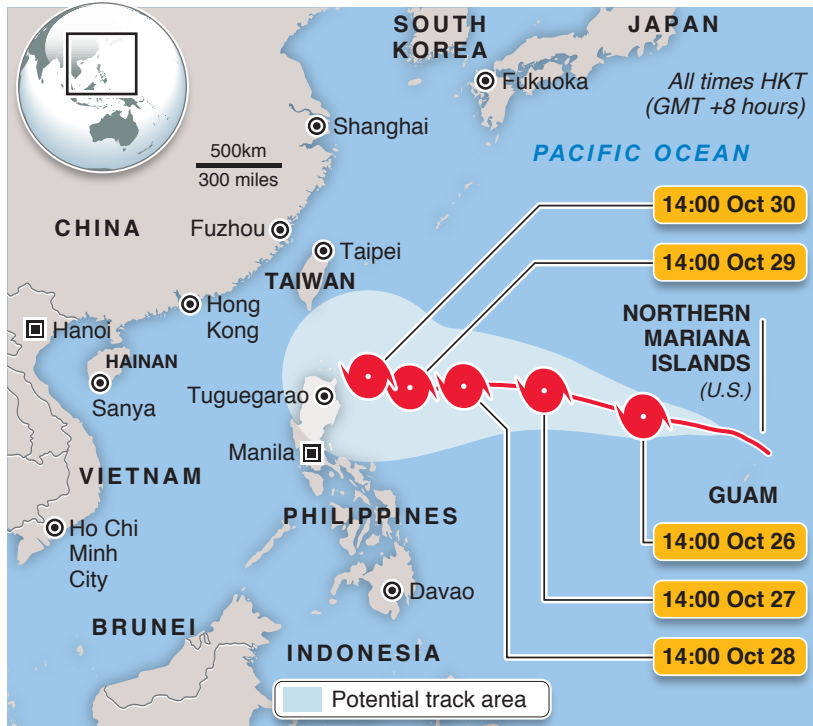 SOUTH
KOREA
JAPAN
Fukuoka
All times HKT
(GMT +8 hours)
Shanghai
500km
300 miles
PACIFIC OCEAN
14:00 Oct 30
CHINA
Fuzhou
Taipei
14:00 Oct 29
TAIWAN
Hong
Kong
NORTHERN
MARIANA
ISLANDS
(U.S.)
Hanoi
HAINAN
Sanya
Tuguegarao
Manila
VIETNAM
GUAM
PHILIPPINES
Ho Chi
Minh
City
14:00 Oct 26
Davao
14:00 Oct 27
BRUNEI
INDONESIA
14:00 Oct 28
Potential track area